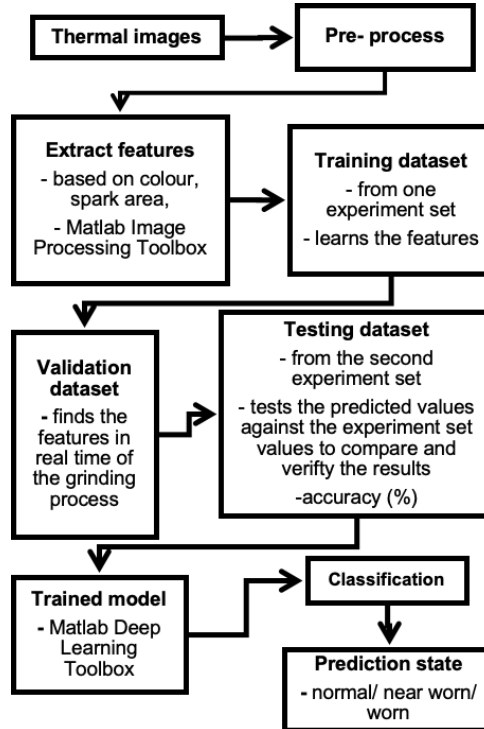 Thermal images
Pre- process
Extract features
- based on colour,
spark area,
- Matlab Image
Processing Toolbox
Training dataset
- from one
experiment set
- learns the features
Validation
dataset
- finds the
features in
real time of
the grinding
process
Testing dataset
- from the second
experiment set
- tests the predicted values
against the experiment set
values to compare and
verifty the results
-accuracy (%)
Trained model
- Matlab Deep
Learning
Toolbox
Classification
Prediction state
- normal/ near worn/
worn